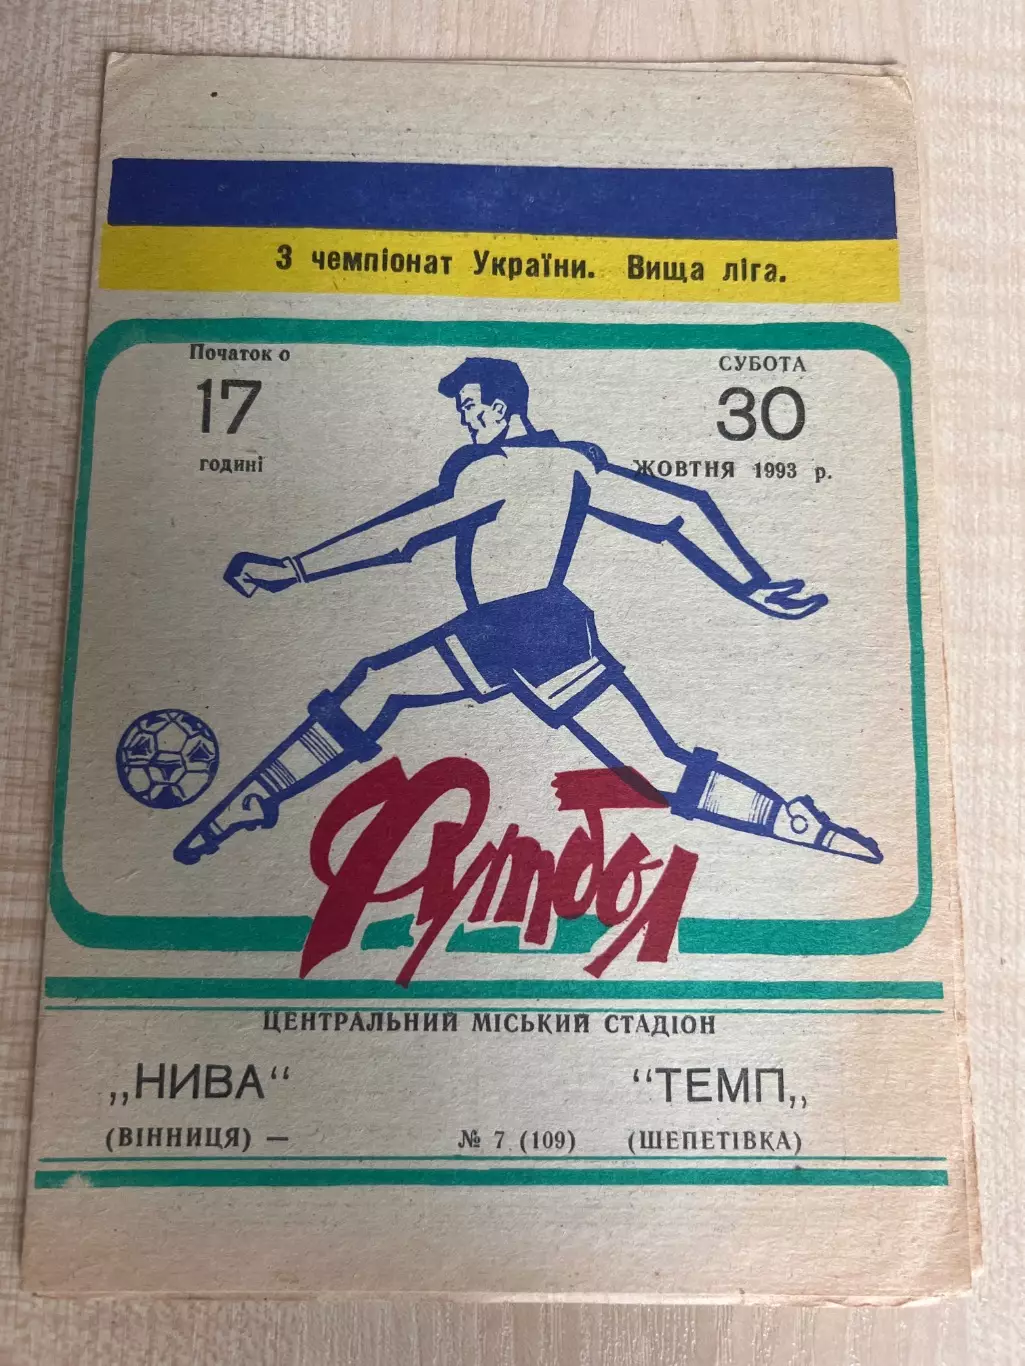 3 чемпіонат України. Вища ліга.
Початок о
17
годині
СУБОТА
30
ЖОВТНЯ 1993 р.
Футбол
ЦЕНТРАЛЬНИЙ МІСЬКИЙ СТАДІОН
„НИВА“ “ТЕМП„
(ВІННИЦЯ) — № 7 (109) (ШЕПЕТІВКА)